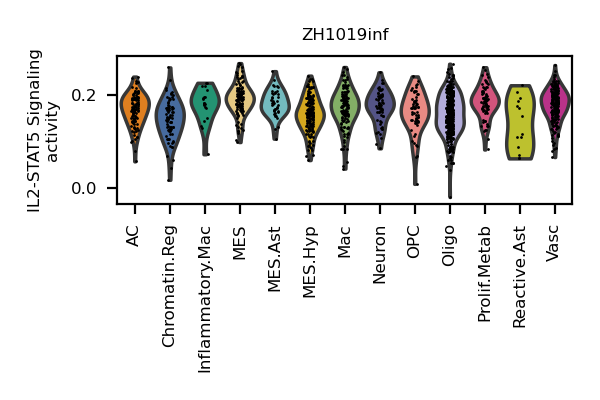 ZH1019inf
IL2-STAT5 Signaling
activity
0.2
0.0
AC
Chromatin.Reg
Inflammatory.Mac
MES
MES.Ast
MES.Hyp
Mac
Neuron
OPC
Oligo
Prolif.Metab
Reactive.Ast
Vasc